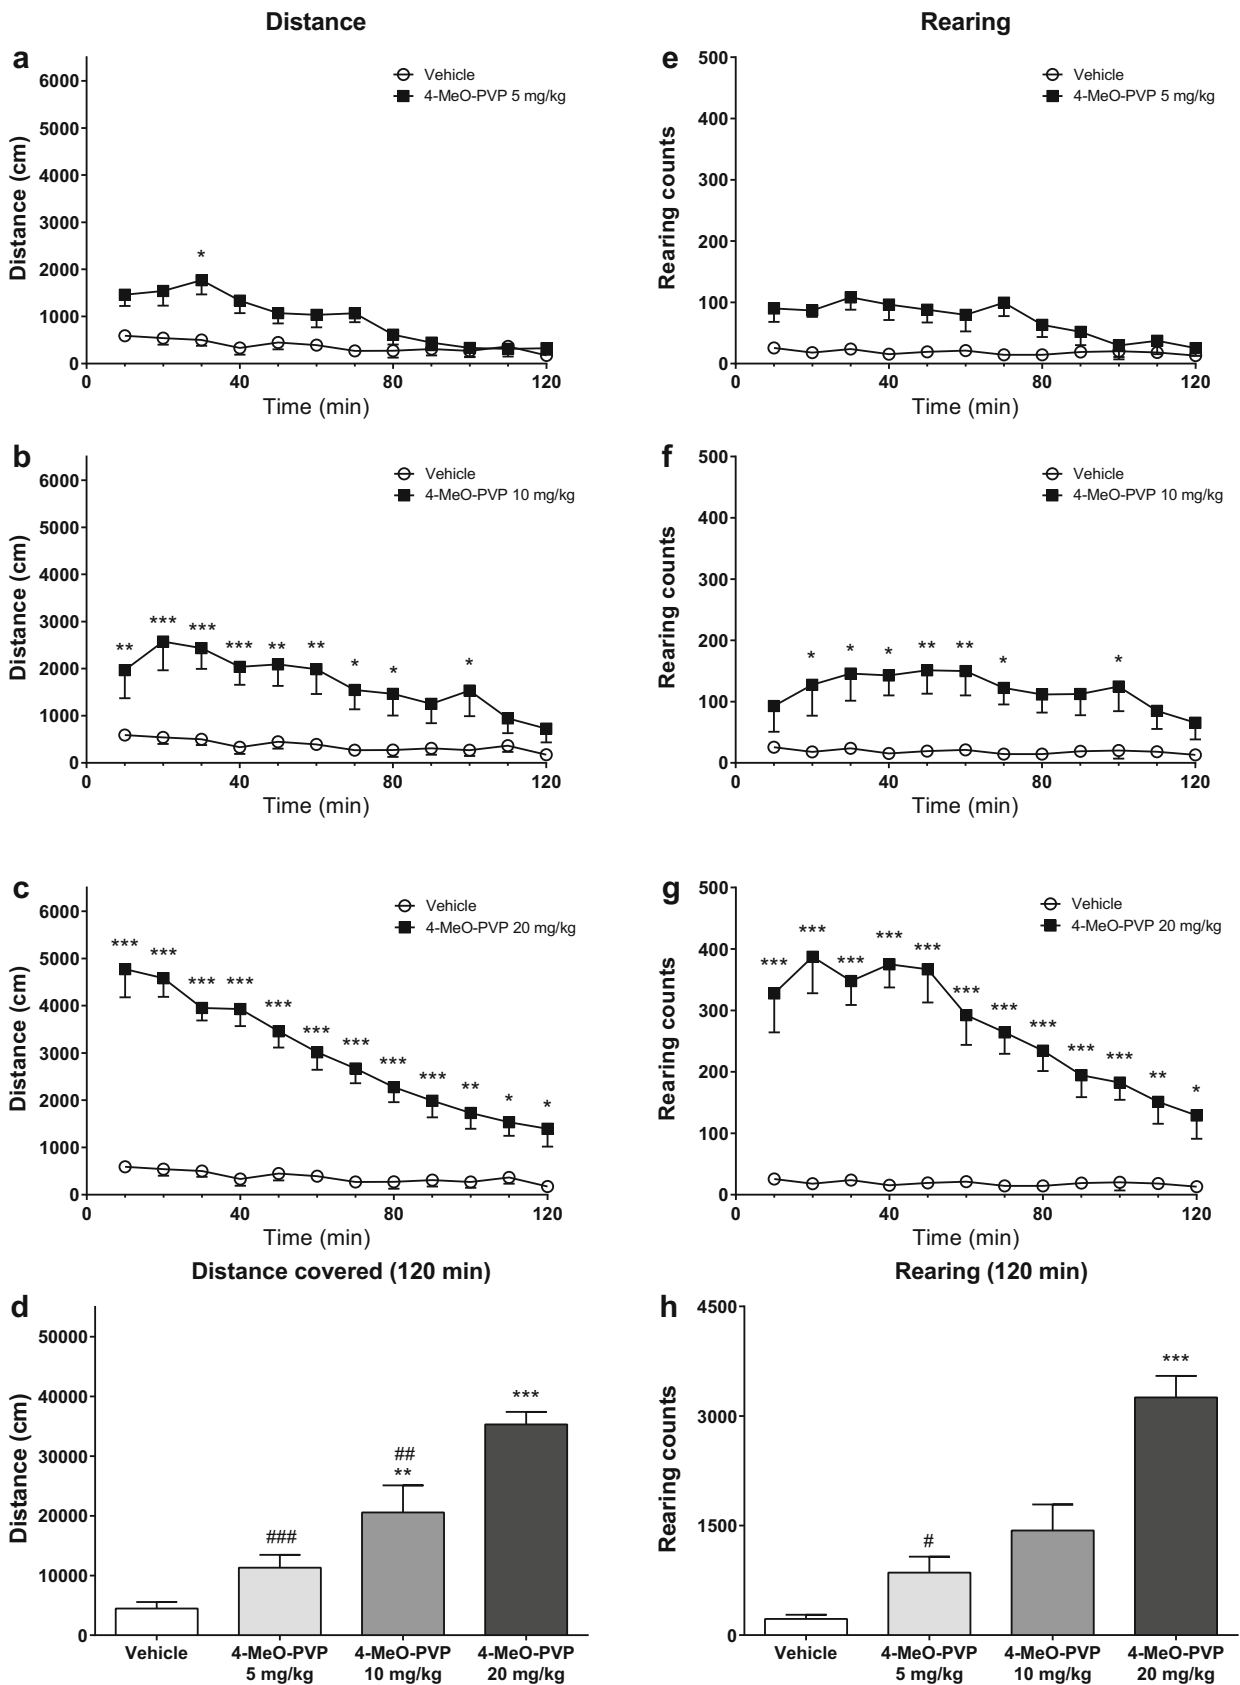 Distance
Rearing
a
6000
5000
4000
3000
2000
1000
0
Distance (cm)
Vehicle
4-MeO-PVP 5 mg/kg
*
0 40 80 120
Time (min)
e
500
400
300
200
100
0
Rearing counts
Vehicle
4-MeO-PVP 5 mg/kg
0 40 80 120
Time (min)
b
6000
5000
4000
3000
2000
1000
0
Distance (cm)
Vehicle
4-MeO-PVP 10 mg/kg
** *** *** *** ** ** * * *
0 40 80 120
Time (min)
f
500
400
300
200
100
0
Rearing counts
Vehicle
4-MeO-PVP 10 mg/kg
* * * ** ** * *
0 40 80 120
Time (min)
c
6000
5000
4000
3000
2000
1000
0
Distance (cm)
Vehicle
4-MeO-PVP 20 mg/kg
*** *** *** *** *** *** *** *** *** ** * *
0 40 80 120
Time (min)
g
500
400
300
200
100
0
Rearing counts
Vehicle
4-MeO-PVP 20 mg/kg
*** *** *** *** *** *** *** *** *** *** ** *
0 40 80 120
Time (min)
Distance covered (120 min)
d
50000
40000
30000
20000
10000
0
Distance (cm)
###
##
**
***
Vehicle
4-MeO-PVP
5 mg/kg
4-MeO-PVP
10 mg/kg
4-MeO-PVP
20 mg/kg
Rearing (120 min)
h
4500
3000
1500
0
Rearing counts
#
***
Vehicle
4-MeO-PVP
5 mg/kg
4-MeO-PVP
10 mg/kg
4-MeO-PVP
20 mg/kg